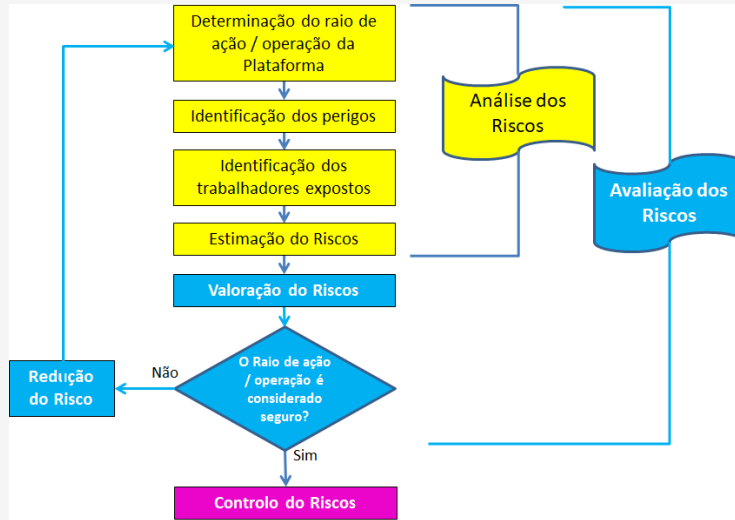 Determinação do raio de
ação / operação da
Plataforma
Identificação dos perigos
Identificação dos
trabalhadores expostos
Estimação do Riscos
Valoração do Riscos
O Raio de ação
/ operação é
considerado
seguro?
Não
Redução
do Risco
Sim
Controlo do Riscos
Análise dos
Riscos
Avaliação dos
Riscos